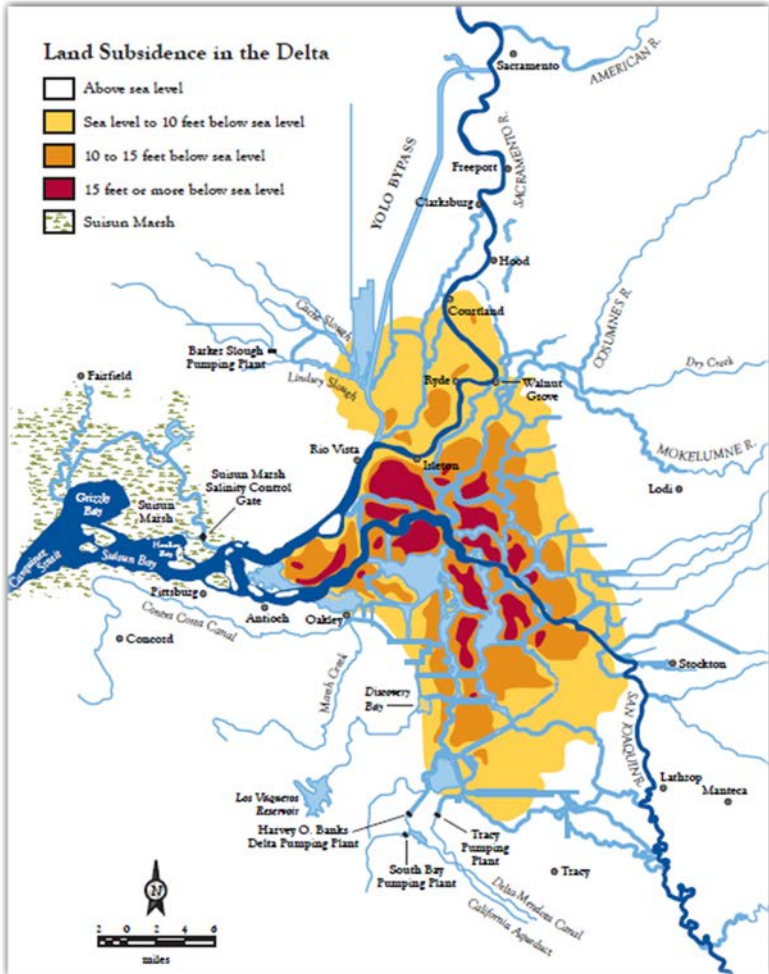 Land Subsidence in the Delta
Above sea level
Sea level to 10 feet below sea level
10 to 15 feet below sea level
15 feet or more below sea level
Suisun Marsh
Sacramento
AMERICAN R.
YOLO BYPASS
Freeport
SACRAMENTO R.
Clarksburg
Hood
Courtland
COSUMNES R.
Cache Slough
Barker Slough
Pumping Plant
Lindsey Slough
Fairfield
Ryde
Walnut
Grove
Dry Creek
MOKELUMNE R.
Rio Vista
Isleton
Lodi
Suisun Marsh
Salinity Control
Gate
Grizzly
Bay
Suisun
Marsh
Honker
Bay
Suisun Bay
Carquinez
Strait
Pittsburg
Antioch
Oakley
Contra Costa
Canal
Concord
Marsh Creek
Stockton
Discovery
Bay
SAN JOAQUIN R.
Los Vaqueros
Reservoir
Lathrop
Manteca
Harvey O. Banks
Delta Pumping Plant
Tracy
Pumping
Plant
South Bay
Pumping Plant
Tracy
Delta-Mendota Canal
California Aqueduct
N
2 0 2 4 6
miles